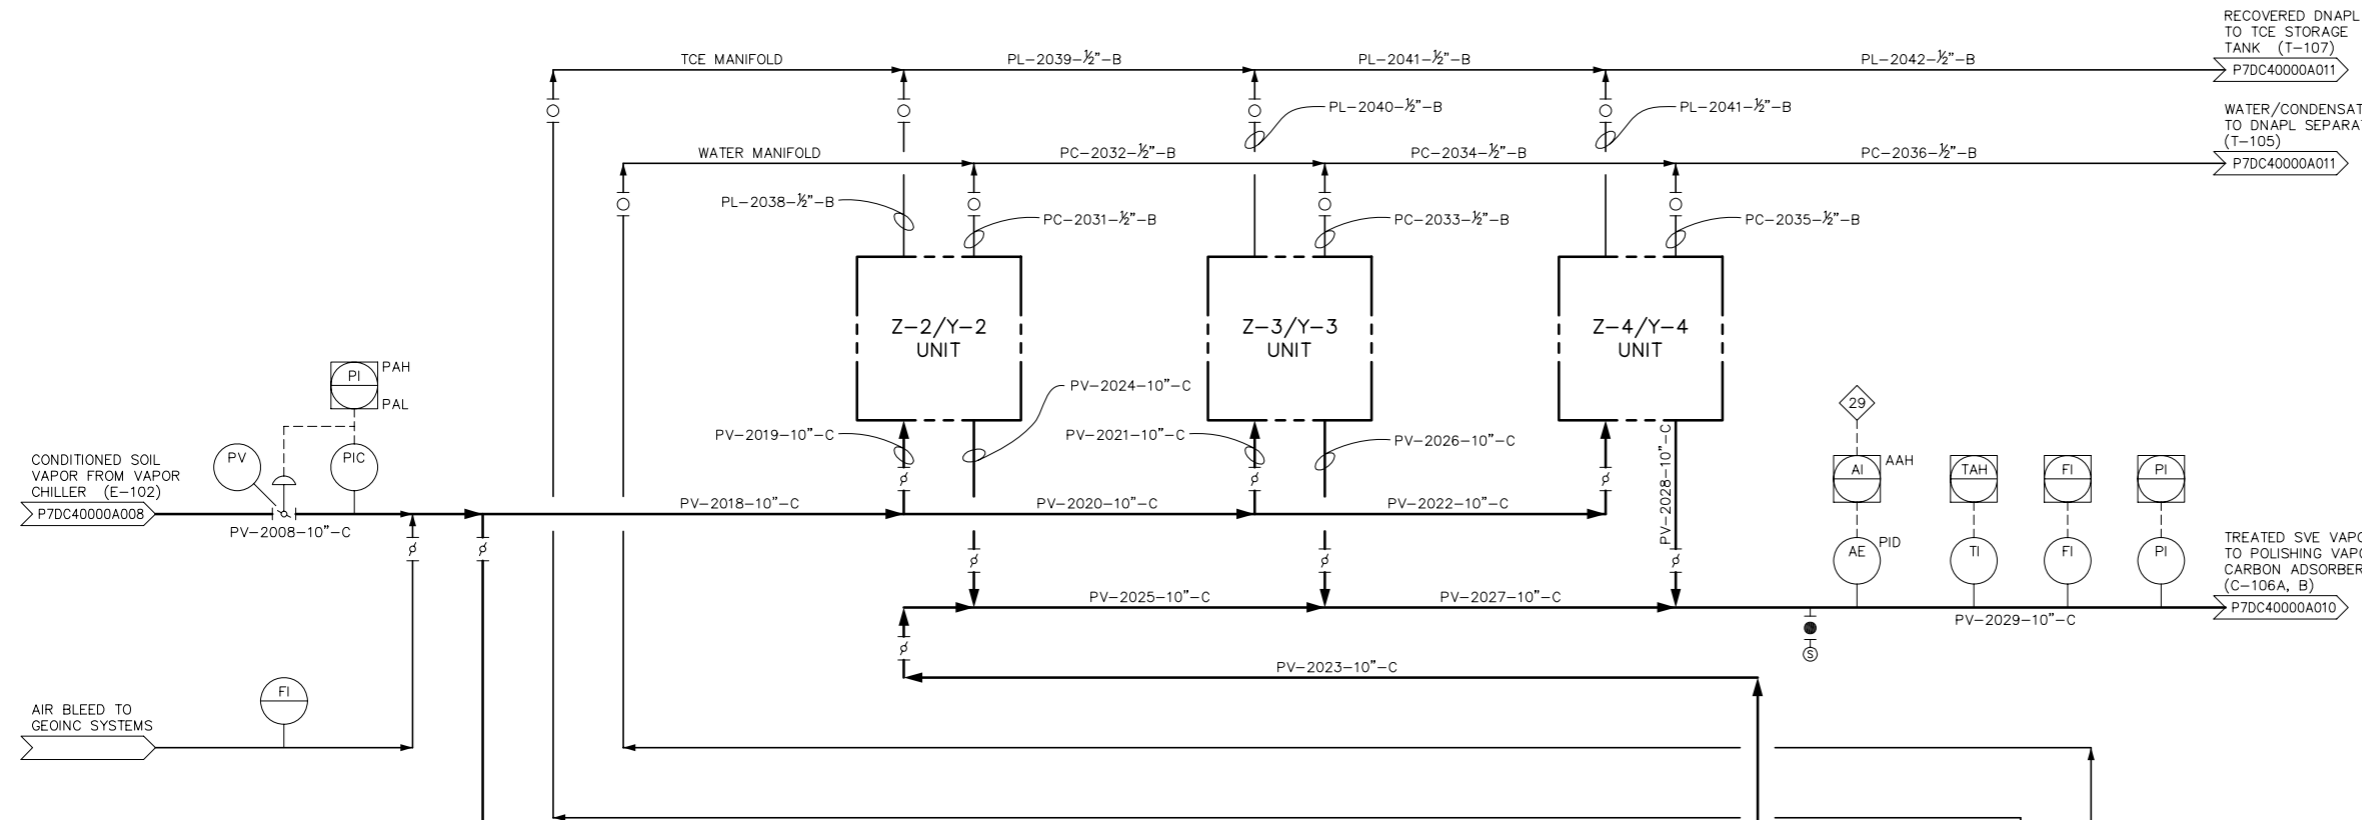 RECOVERED DNAPL
TO TCE STORAGE
TANK (T-107)
P7DC40000A011
TCE MANIFOLD
PL-2039-½"-B
PL-2041-½"-B
PL-2042-½"-B
PL-2040-½"-B
PL-2041-½"-B
WATER/CONDENSAT
TO DNAPL SEPARA
(T-105)
P7DC40000A011
WATER MANIFOLD
PC-2032-½"-B
PC-2034-½"-B
PC-2036-½"-B
PL-2038-½"-B
PC-2031-½"-B
PC-2033-½"-B
PC-2035-½"-B
Z-2/Y-2
UNIT
Z-3/Y-3
UNIT
Z-4/Y-4
UNIT
PI
PAH
PAL
PV-2024-10"-C
PV-2019-10"-C
PV-2021-10"-C
PV-2026-10"-C
PV-2028-10"-C
29
CONDITIONED SOIL
VAPOR FROM VAPOR
CHILLER (E-102)
P7DC40000A008
PV
PIC
PV-2008-10"-C
PV-2018-10"-C
PV-2020-10"-C
PV-2022-10"-C
AI
AAH
TAH
FI
PI
AE
PID
TI
FI
PI
TREATED SVE VAPO
TO POLISHING VAPO
CARBON ADSORBER
(C-106A, B)
P7DC40000A010
PV-2025-10"-C
PV-2027-10"-C
PV-2029-10"-C
S
PV-2023-10"-C
FI
AIR BLEED TO
GEOINC SYSTEMS